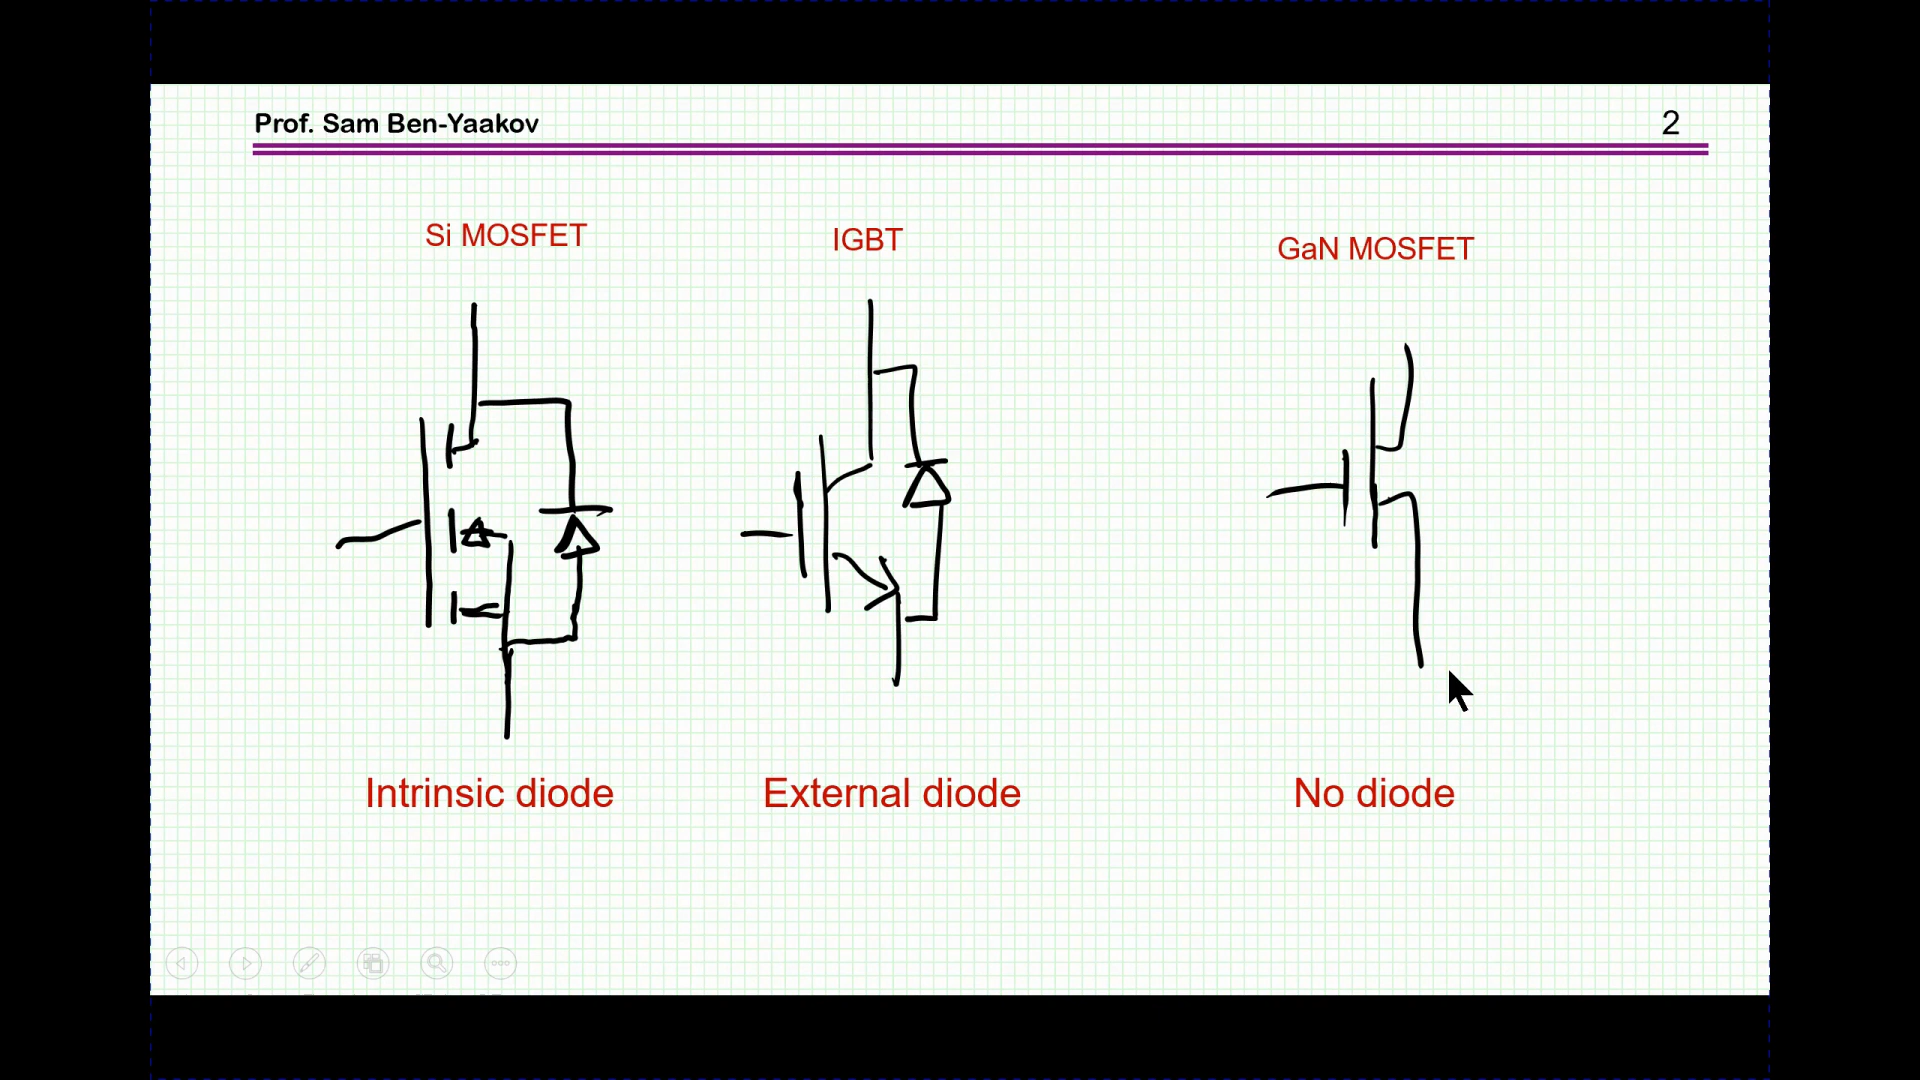 Prof. Sam Ben-Yaakov
2
Si MOSFET
IGBT
GaN MOSFET
Intrinsic diode
External diode
No diode